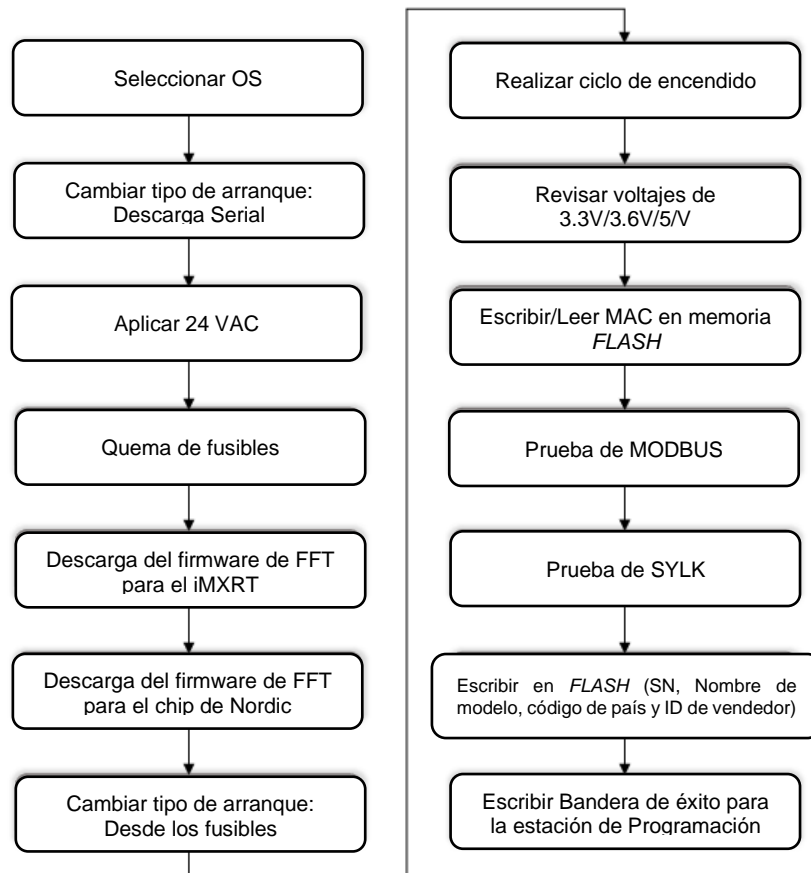 Seleccionar OS
Cambiar tipo de arranque:
Descarga Serial
Aplicar 24 VAC
Quema de fusibles
Descarga del firmware de FFT
para el iMXRT
Descarga del firmware de FFT
para el chip de Nordic
Cambiar tipo de arranque:
Desde los fusibles
Realizar ciclo de encendido
Revisar voltajes de
3.3V/3.6V/5/V
Escribir/Leer MAC en memoria
FLASH
Prueba de MODBUS
Prueba de SYLK
Escribir en FLASH (SN, Nombre de
modelo, código de país y ID de vendedor)
Escribir Bandera de éxito para
la estación de Programación